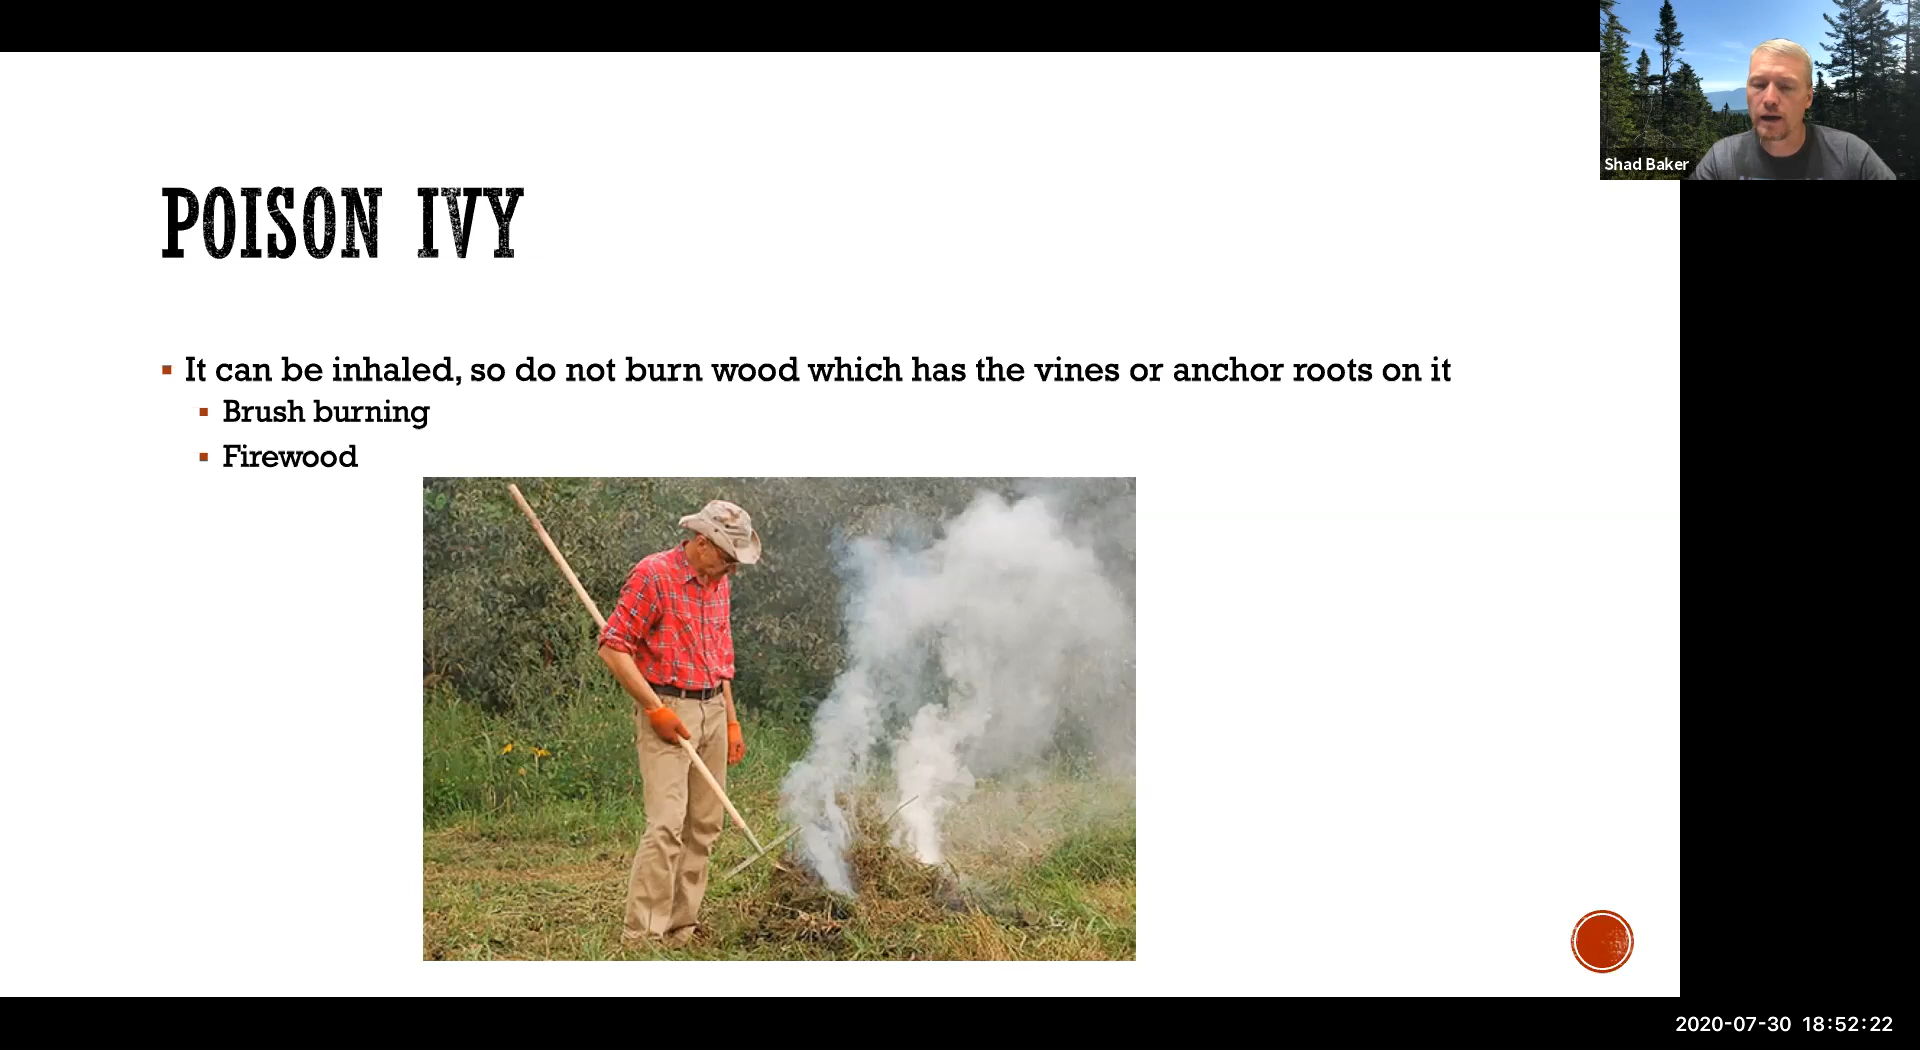 Shad Baker
POISON IVY
It can be inhaled, so do not burn wood which has the vines or anchor roots on it
Brush burning
Firewood
2020-07-30 18:52:22